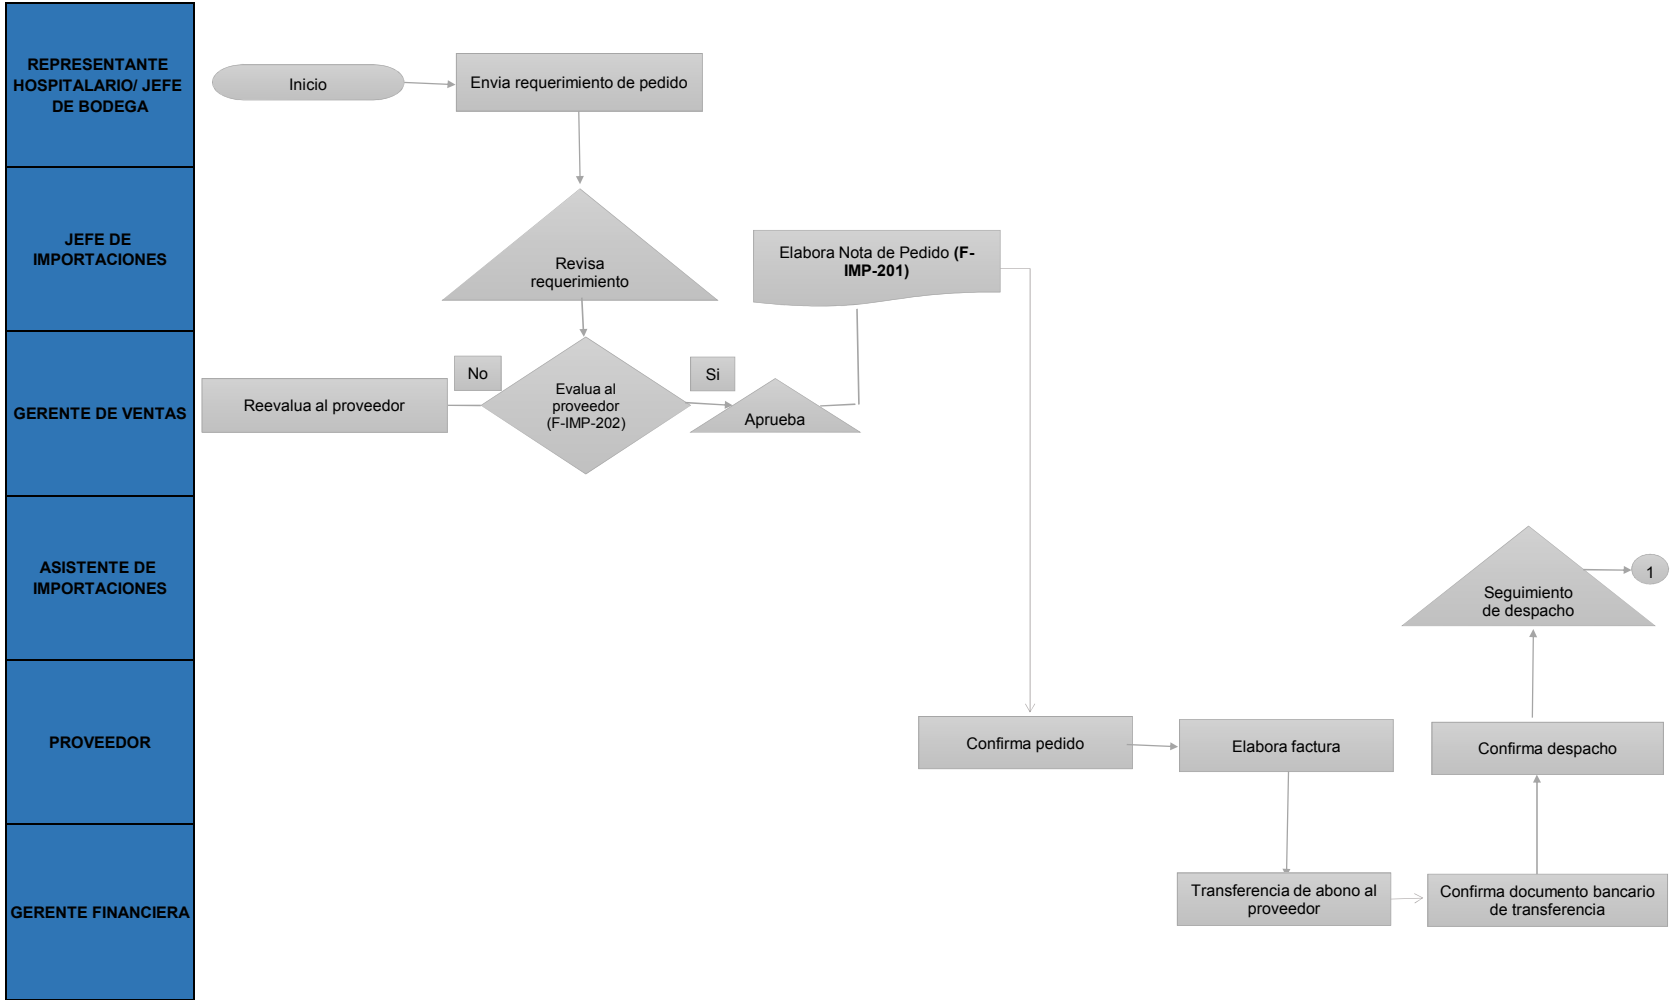 REPRESENTANTE
HOSPITALARIO/ JEFE
DE BODEGA
Inicio
Envia requerimiento de pedido
JEFE DE
IMPORTACIONES
Revisa
requerimiento
Elabora Nota de Pedido (F-
IMP-201)
GERENTE DE VENTAS
Reevalua al proveedor
No
Evalua al
proveedor
(F-IMP-202)
Si
Aprueba
ASISTENTE DE
IMPORTACIONES
Seguimiento
de despacho
1
PROVEEDOR
Confirma pedido
Elabora factura
Confirma despacho
GERENTE FINANCIERA
Transferencia de abono al
proveedor
Confirma documento bancario
de transferencia